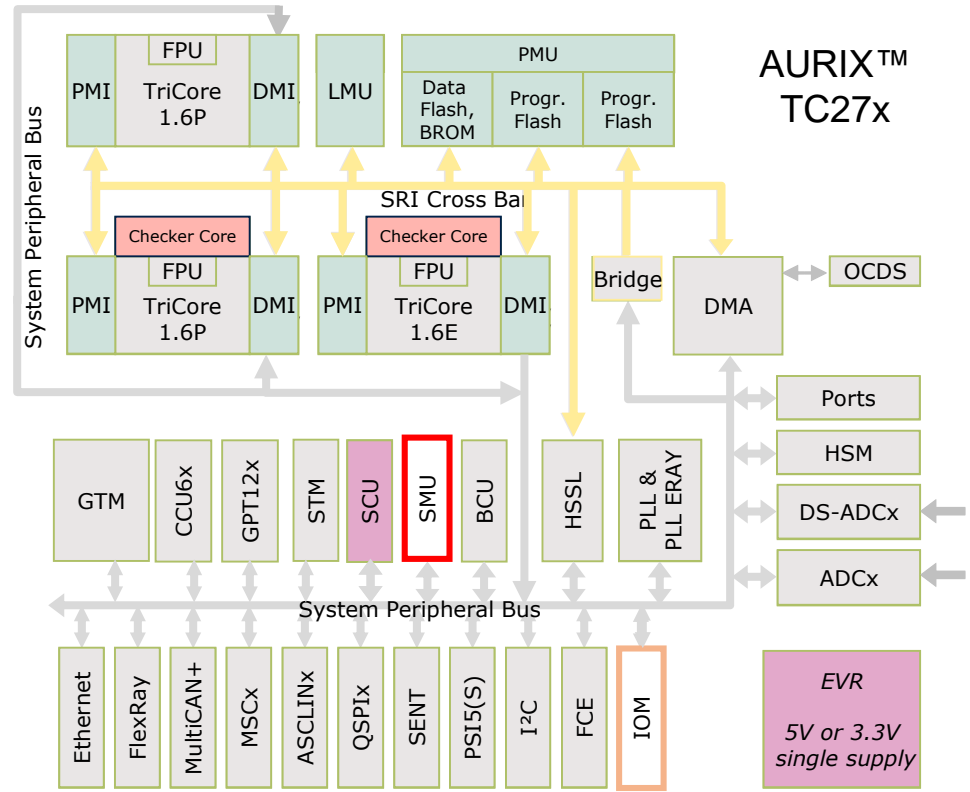 AURIX™
TC27x
System Peripheral Bus
PMI
FPU
TriCore
1.6P
DMI
LMU
PMU
Data
Flash,
BROM
Progr.
Flash
Progr.
Flash
SRI Cross Bar
Checker Core
Checker Core
PMI
FPU
TriCore
1.6P
DMI
PMI
FPU
TriCore
1.6E
DMI
Bridge
DMA
OCDS
Ports
HSM
DS-ADCx
ADCx
GTM
CCU6x
GPT12x
STM
SCU
SMU
BCU
HSSL
PLL &
PLL ERAY
System Peripheral Bus
Ethernet
FlexRay
MultiCAN+
MSCx
ASCLINx
QSPIx
SENT
PSI5(S)
I²C
FCE
IOM
EVR
5V or 3.3V
single supply